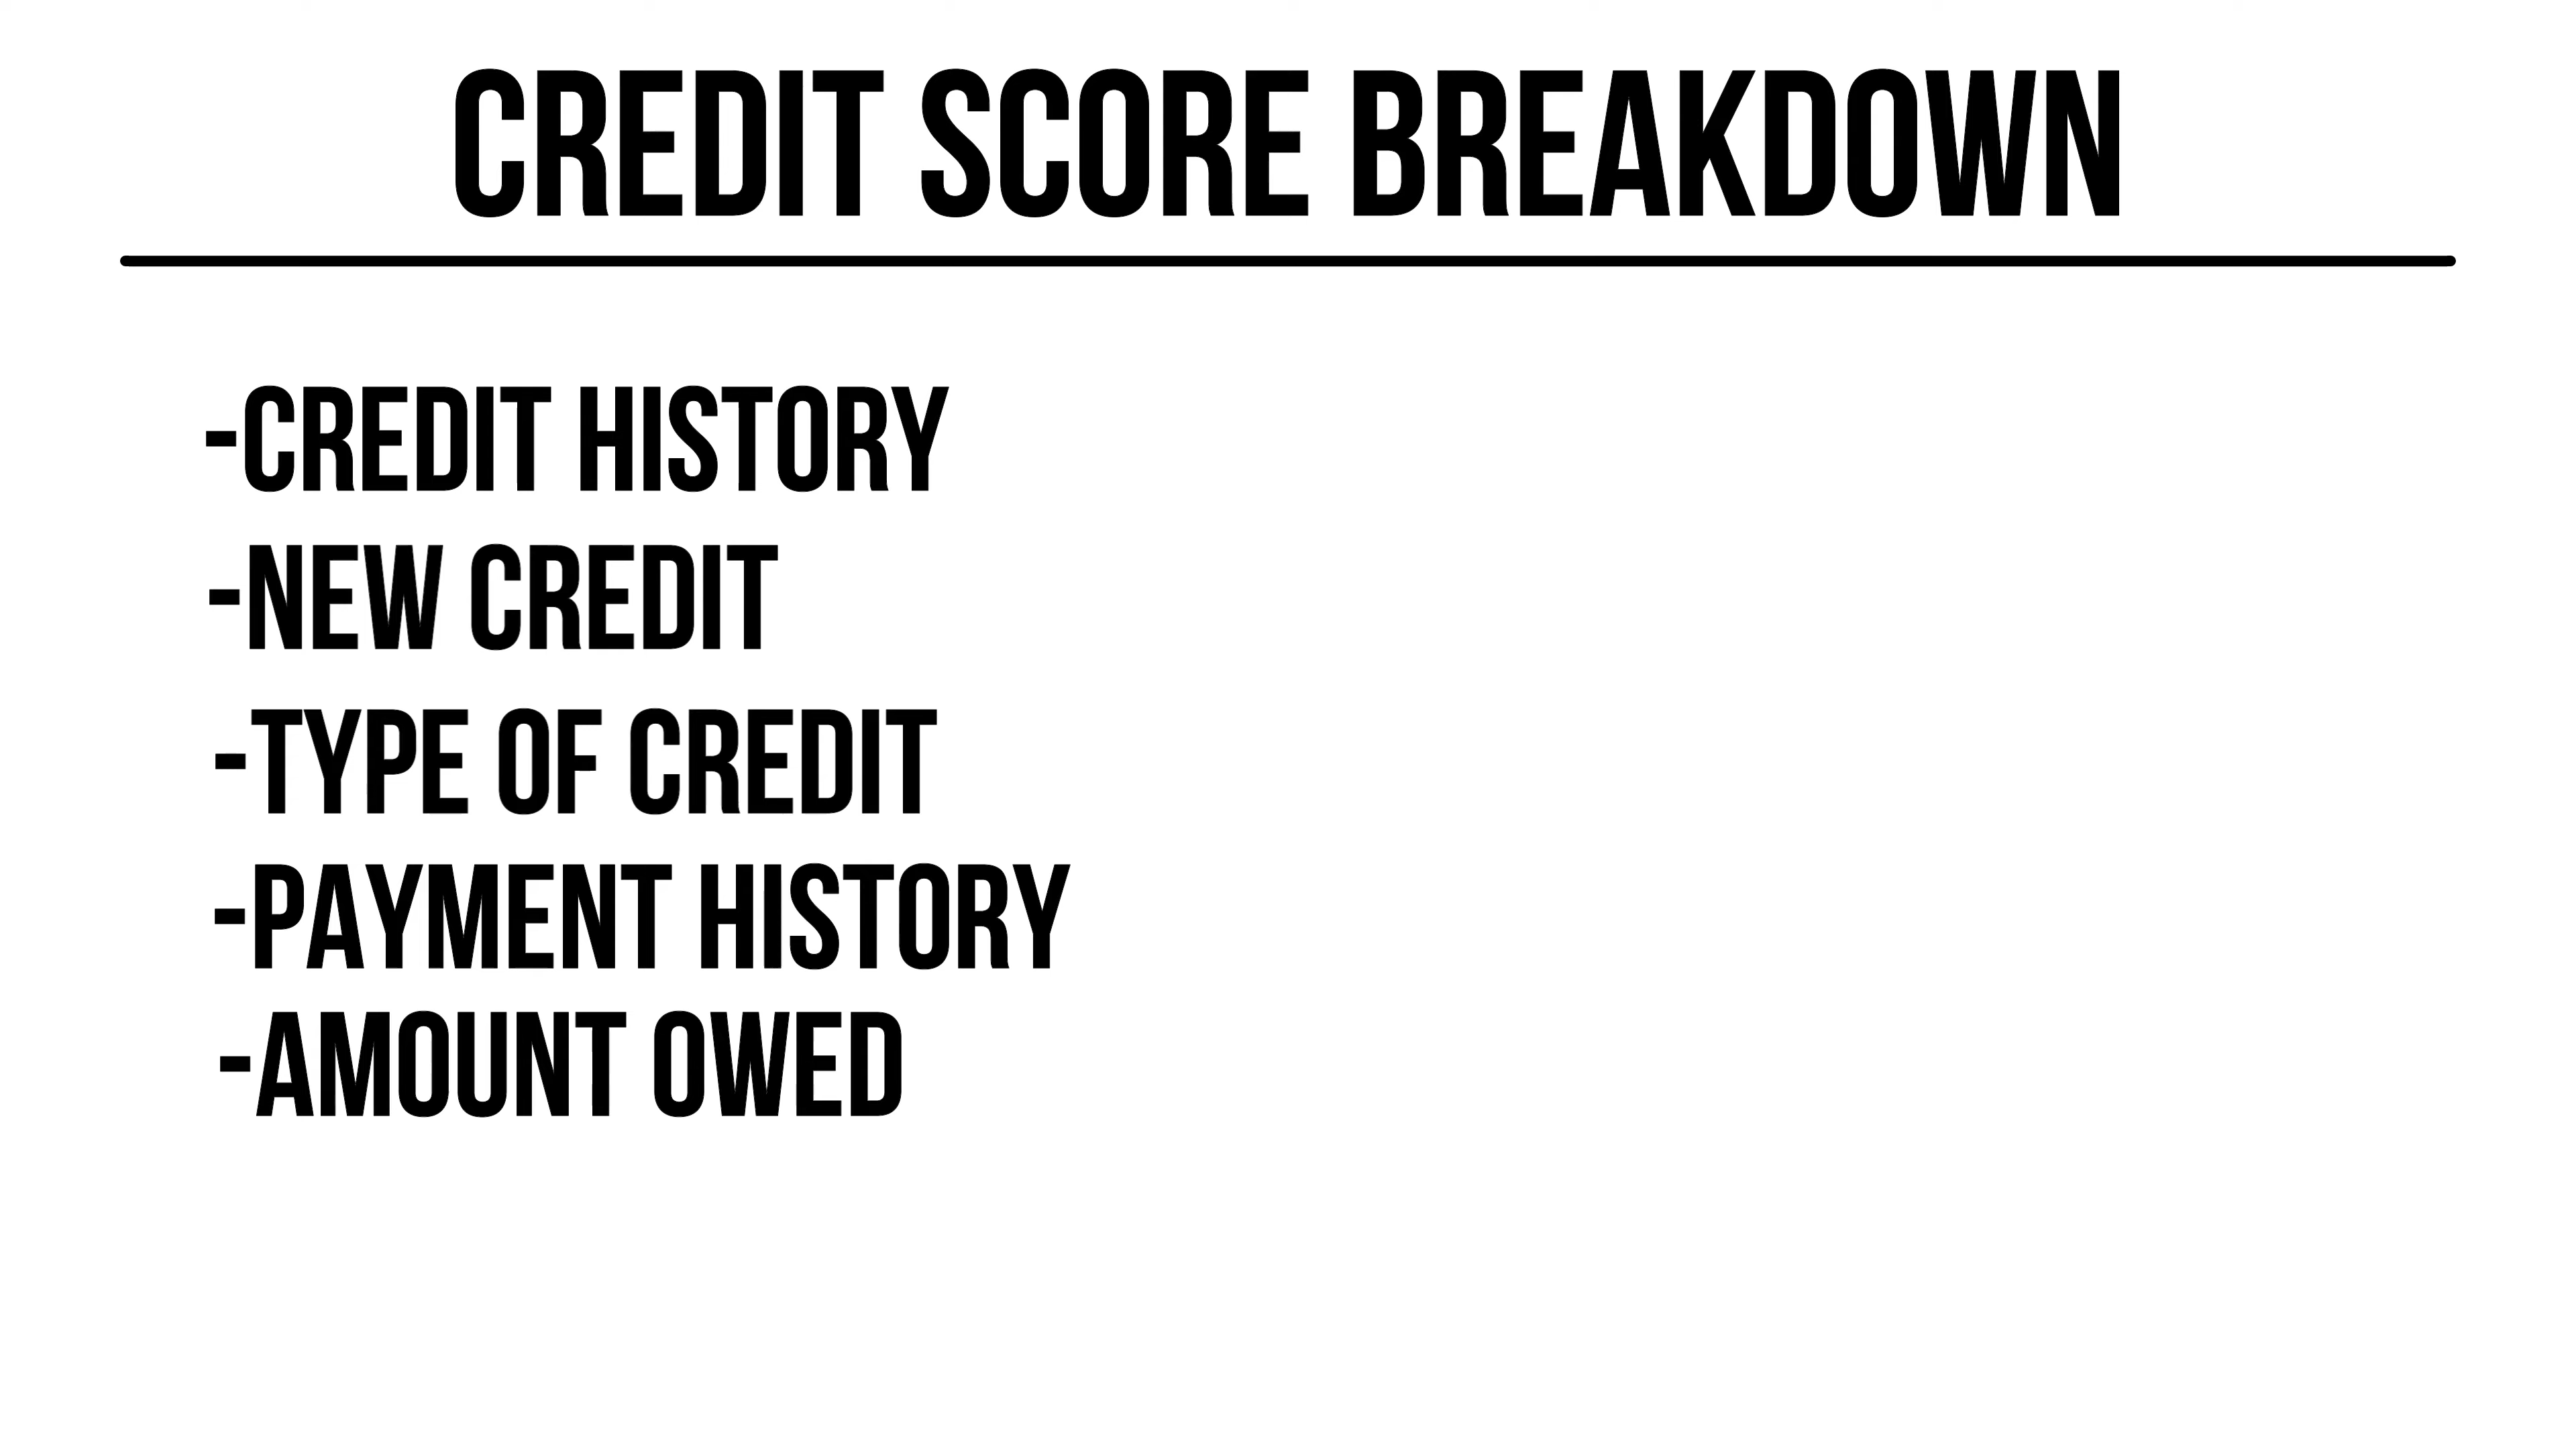 CREDIT SCORE BREAKDOWN
-CREDIT HISTORY
-NEW CREDIT
-TYPE OF CREDIT
-PAYMENT HISTORY
-AMOUNT OWED